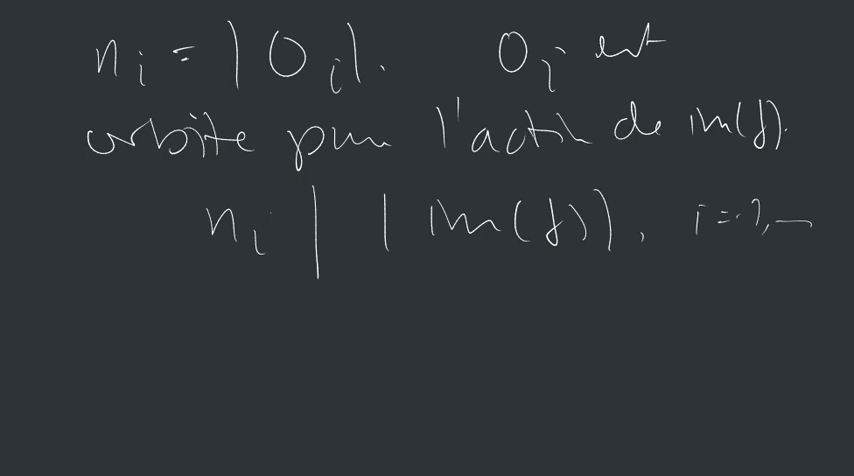 n_i = |O_i|. O_i est
orbite pour l'action de im(f).
n_i | |im(f)|, i=1,...